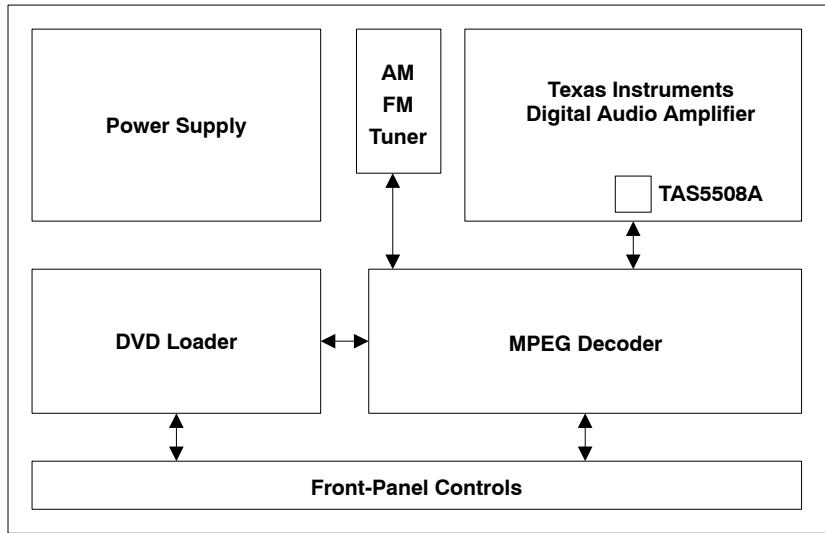 Power Supply
AM
FM
Tuner
Texas Instruments
Digital Audio Amplifier
TAS5508A
DVD Loader
MPEG Decoder
Front-Panel Controls